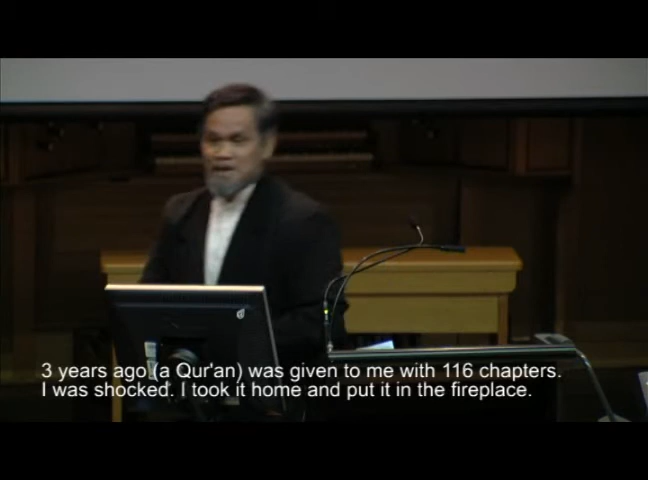 3 years ago (a Qur'an) was given to me with 116 chapters.
I was shocked. I took it home and put it in the fireplace.